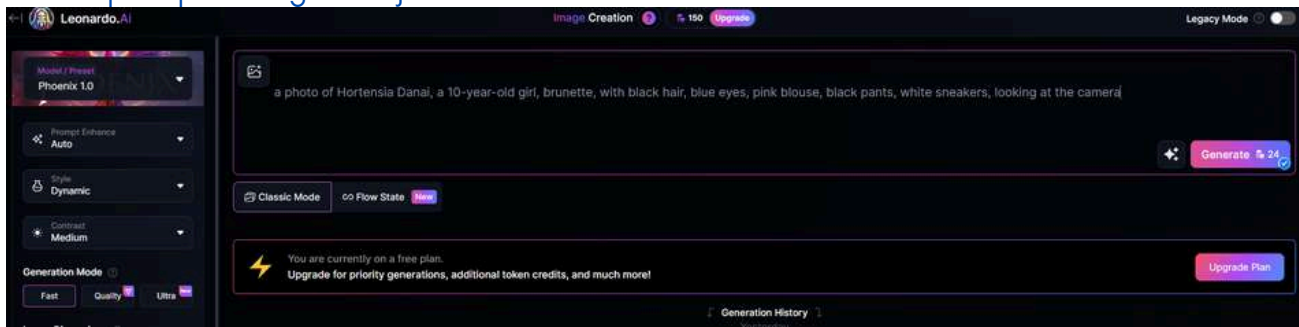 Leonardo.Ai
Image Creation
150
Upgrade
Legacy Mode
Model / Preset
Phoenix 1.0
a photo of Hortensia Danai, a 10-year-old girl, brunette, with black hair, blue eyes, pink blouse, black pants, white sneakers, looking at the camera
Prompt Enhance
Auto
Generate 24
Style
Dynamic
Classic Mode
Flow State New
Contrast
Medium
You are currently on a free plan.
Upgrade for priority generations, additional token credits, and much more!
Upgrade Plan
Generation Mode
Fast
Quality
Ultra New
Generation History
Yesterday